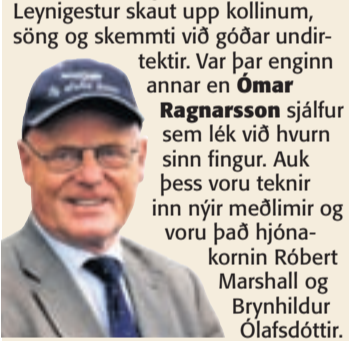 Leynigestur skaut upp kollinum,
söng og skemmti við góðar undir-
tektir. Var þar enginn
annar en Ómar
Ragnarsson sjálfur
sem lék við hvurn
sinn fingur. Auk
þess voru teknir
inn nýir meðlimir og
voru það hjóna-
kornin Róbert
Marshall og
Brynhildur
Ólafsdóttir.